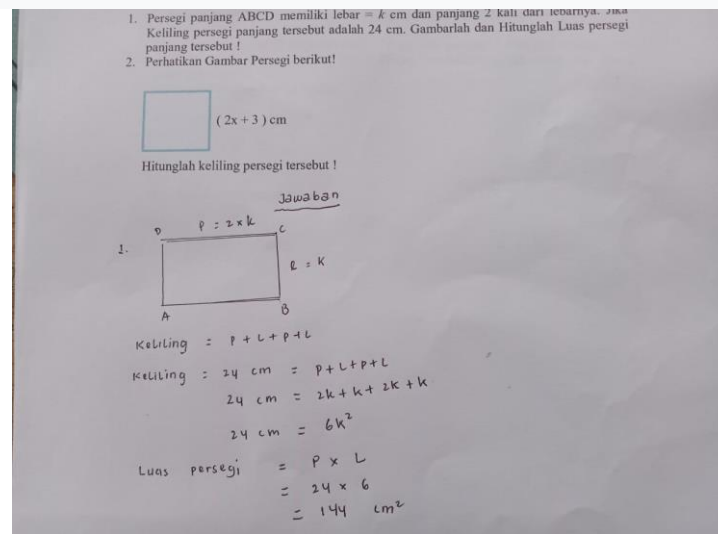 1. Persegi panjang ABCD memiliki lebar = k cm dan panjang 2 kali dari lebarnya. Jika
Keliling persegi panjang tersebut adalah 24 cm. Gambarlah dan Hitunglah Luas persegi
panjang tersebut !
2. Perhatikan Gambar Persegi berikut!
( 2x + 3 ) cm
Hitunglah keliling persegi tersebut !
Jawaban
1.
D P = 2 x k C
l = K
A B
Keliling = P + L + P + L
Keliling = 24 cm = P + L + P + L
24 cm = 2k + k + 2k + k
24 cm = 6k²
Luas persegi = P x L
= 24 x 6
= 144 cm²